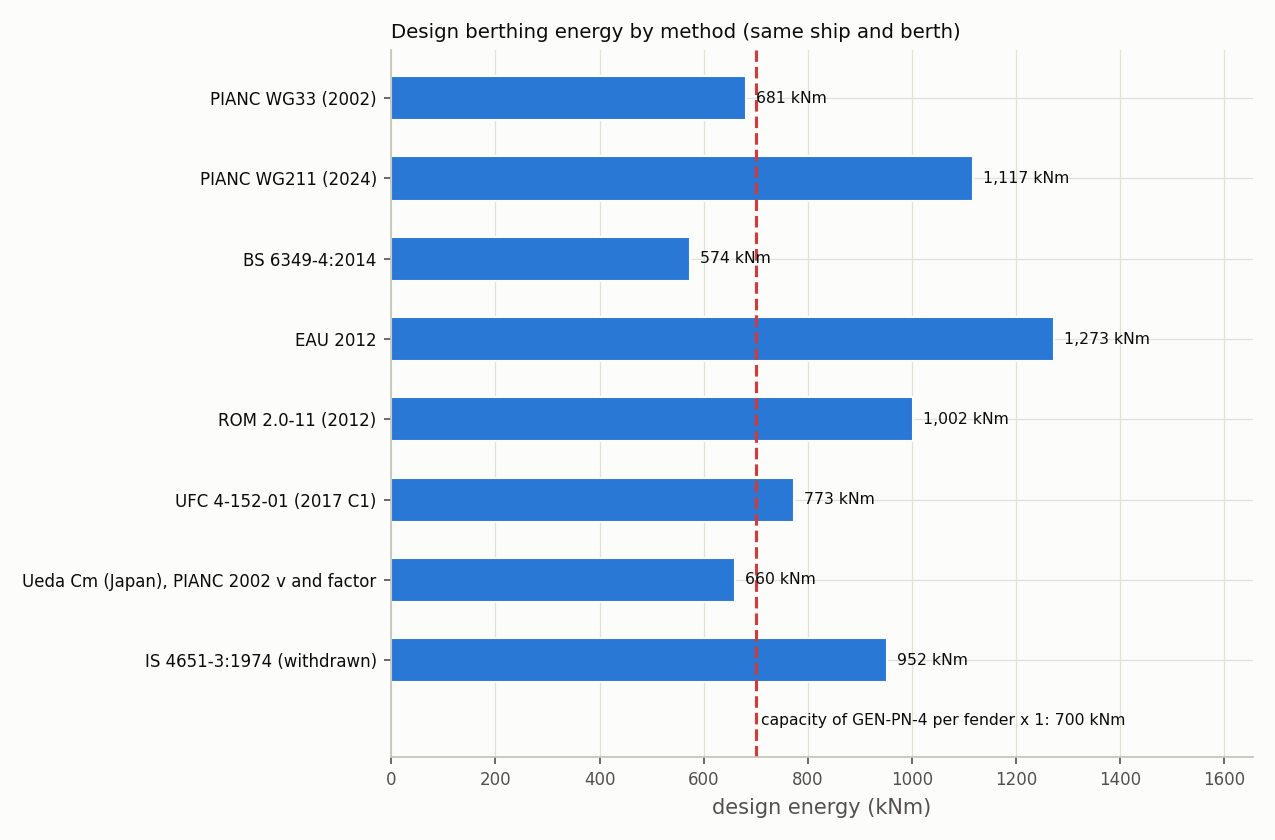 Design berthing energy by method (same ship and berth)
PIANC WG33 (2002)
681 kNm
PIANC WG211 (2024)
1,117 kNm
BS 6349-4:2014
574 kNm
EAU 2012
1,273 kNm
ROM 2.0-11 (2012)
1,002 kNm
UFC 4-152-01 (2017 C1)
773 kNm
Ueda Cm (Japan), PIANC 2002 v and factor
660 kNm
IS 4651-3:1974 (withdrawn)
952 kNm
capacity of GEN-PN-4 per fender x 1: 700 kNm
0 200 400 600 800 1000 1200 1400 1600
design energy (kNm)